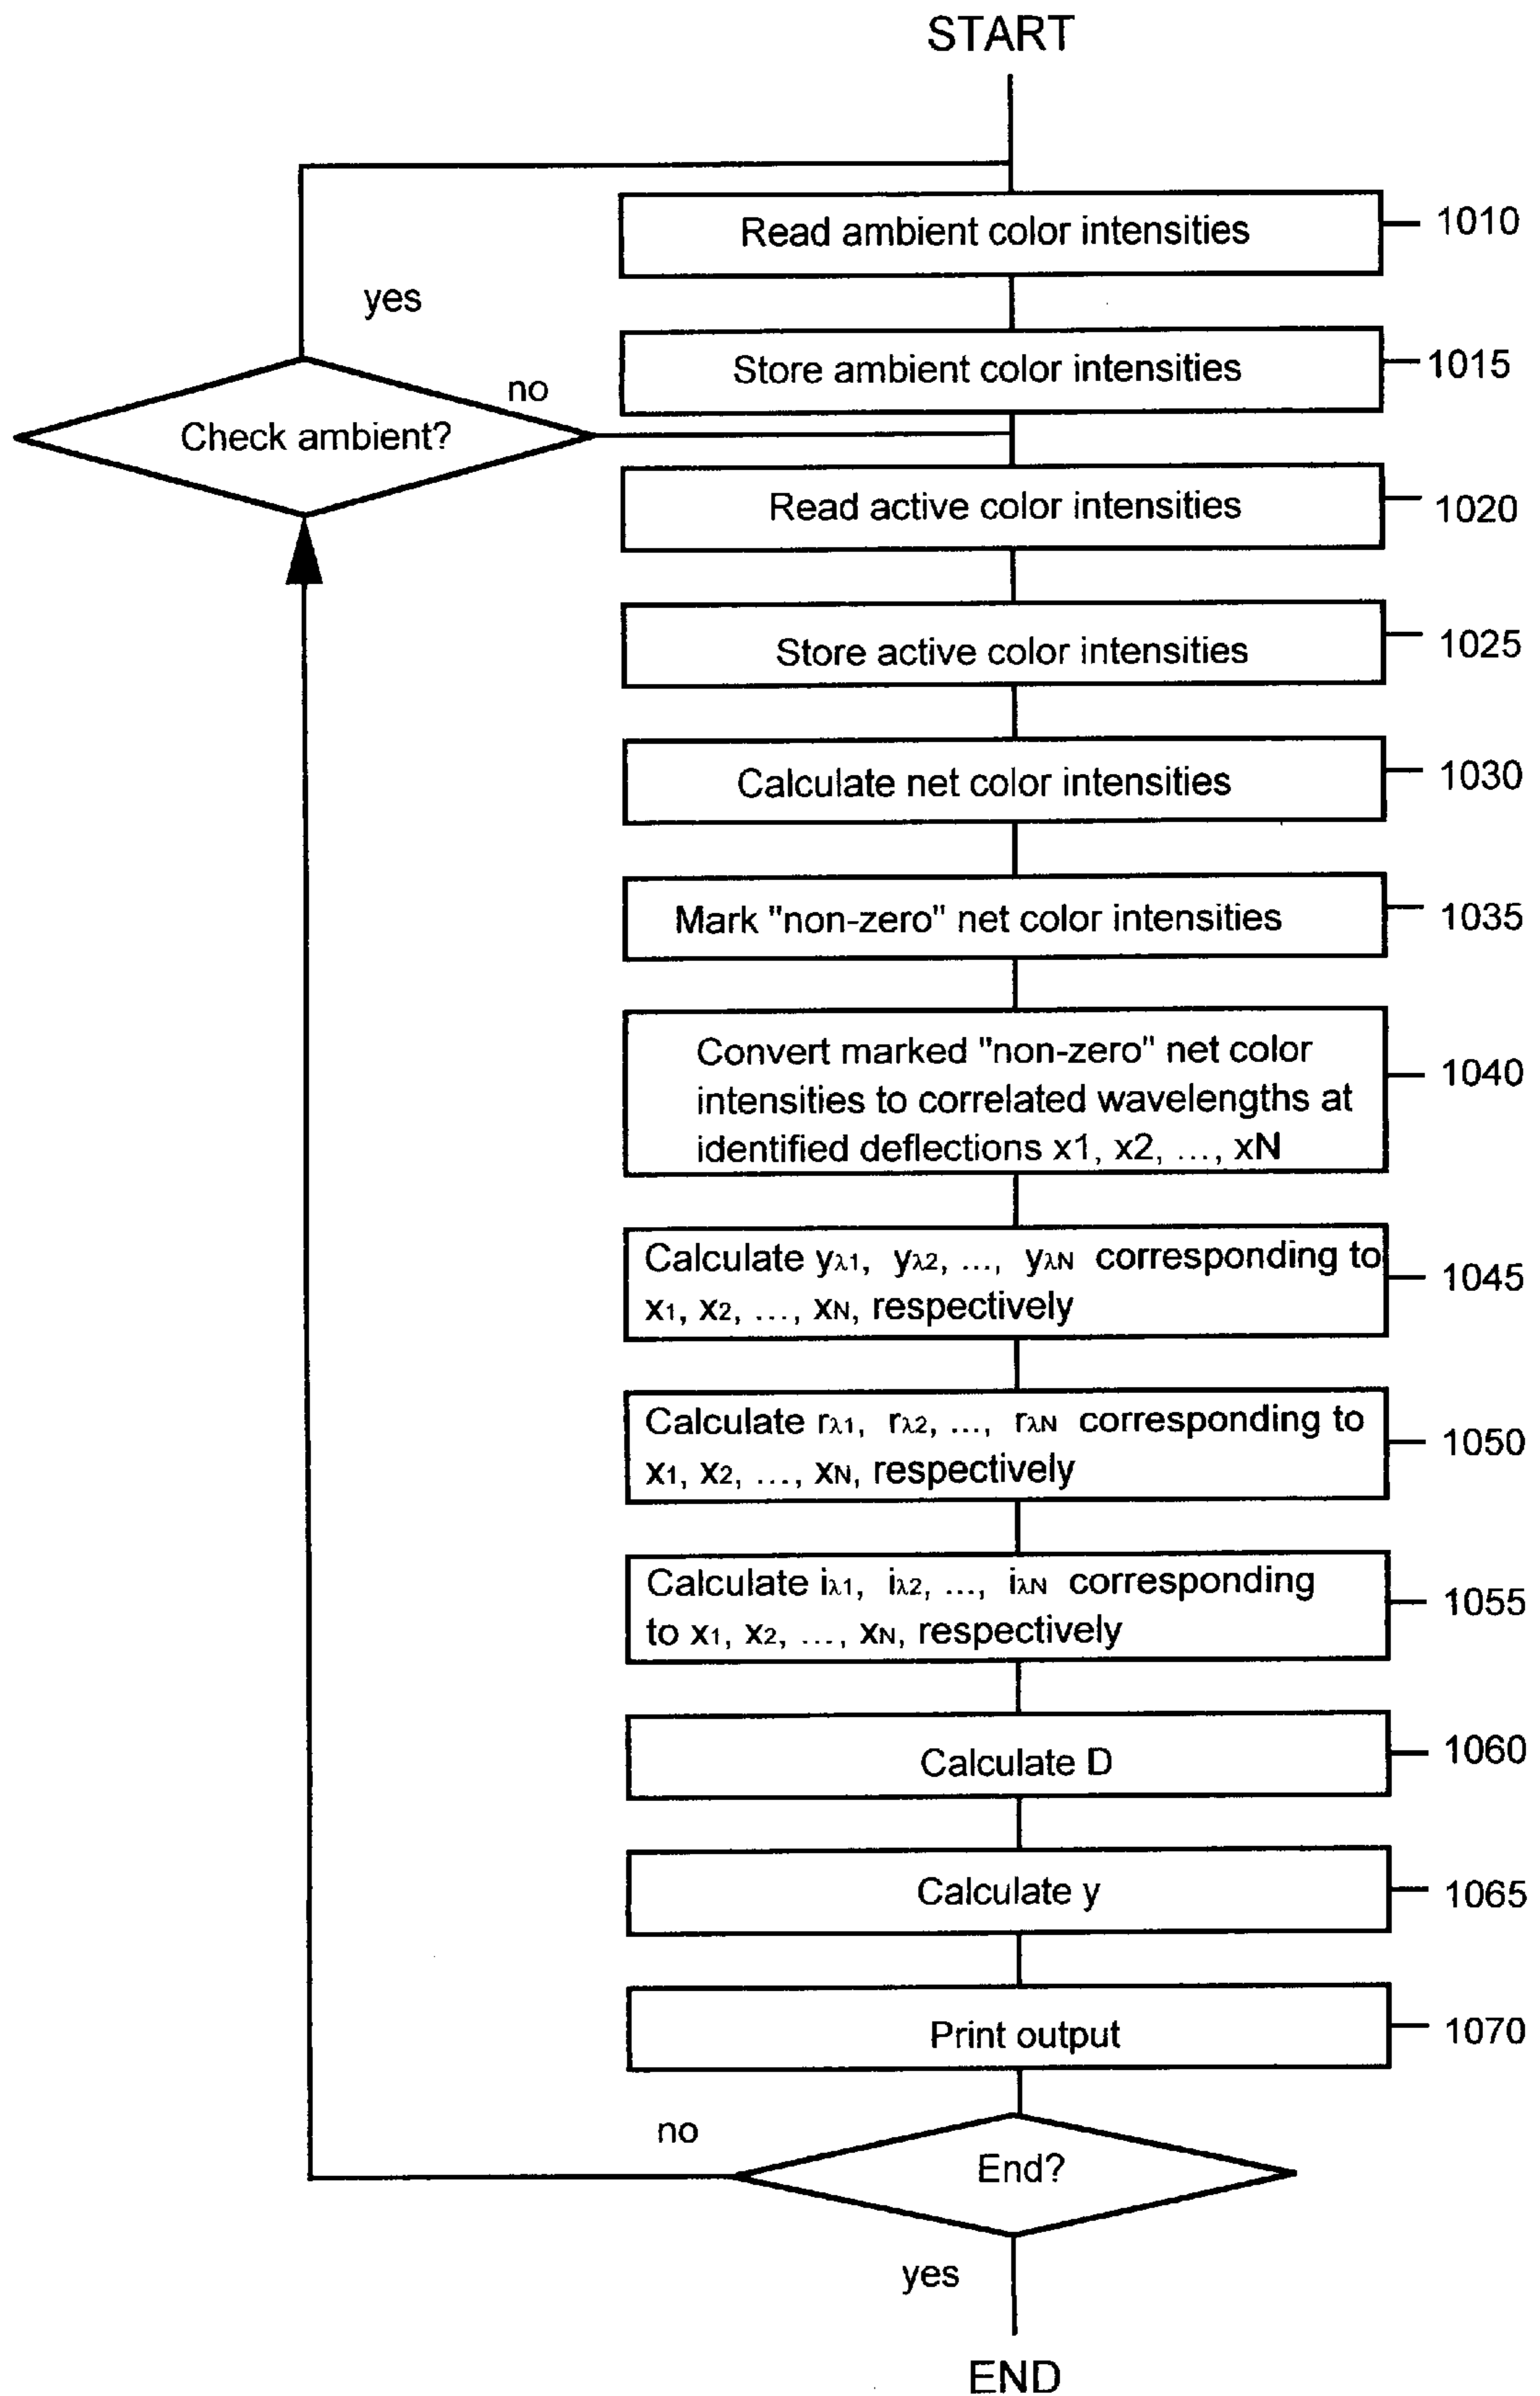 START
Read ambient color intensities
1010
yes
Store ambient color intensities
1015
no
Check ambient?
Read active color intensities
1020
Store active color intensities
1025
Calculate net color intensities
1030
Mark "non-zero" net color intensities
1035
Convert marked "non-zero" net color
intensities to correlated wavelengths at
identified deflections x1, x2, ..., xN
1040
Calculate yλ1, yλ2, ..., yλN corresponding to
x1, x2, ..., xN, respectively
1045
Calculate rλ1, rλ2, ..., rλN corresponding to
x1, x2, ..., xN, respectively
1050
Calculate iλ1, iλ2, ..., iλN corresponding
to x1, x2, ..., xN, respectively
1055
Calculate D
1060
Calculate y
1065
Print output
1070
no
End?
yes
END